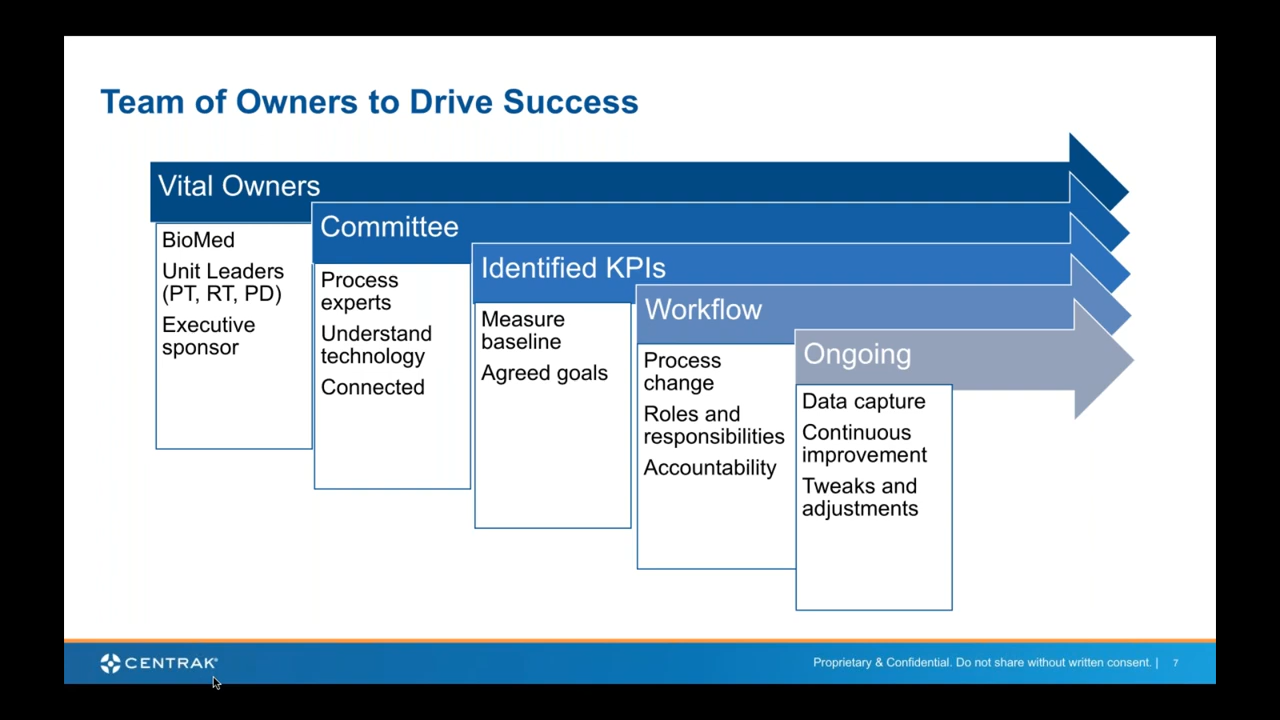 Team of Owners to Drive Success
Vital Owners
BioMed
Unit Leaders
(PT, RT, PD)
Executive
sponsor
Committee
Process
experts
Understand
technology
Connected
Identified KPIs
Measure
baseline
Agreed goals
Workflow
Process
change
Roles and
responsibilities
Accountability
Ongoing
Data capture
Continuous
improvement
Tweaks and
adjustments
CENTRAK®
Proprietary & Confidential. Do not share without written consent. | 7